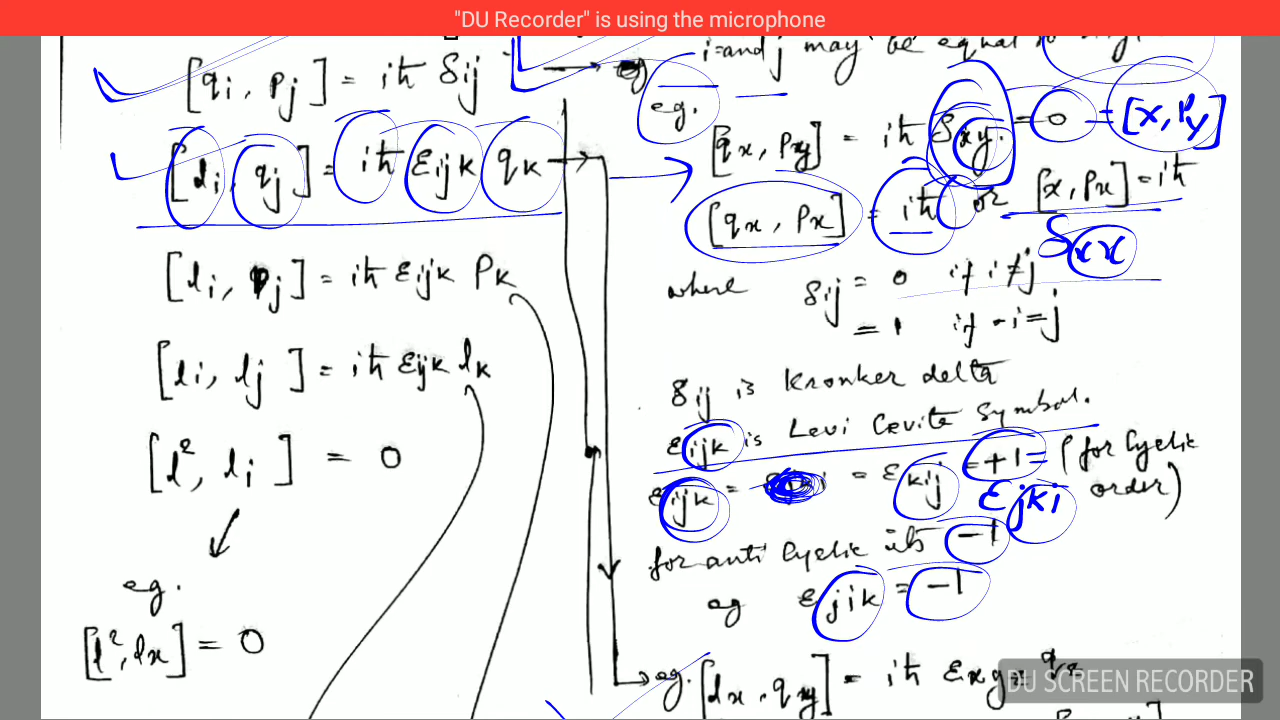 "DU Recorder" is using the microphone
[qi, pj] = iħ δij
[li, qj] = iħ εijk qk →
[li, pj] = iħ εijk Pk
[li, lj] = iħ εijk lk
[l², li] = 0
eg.
[l², lx] = 0
i and j may be equal
eg.
[qx, py] = iħ δxy = 0 = [x, Py]
[qx, px] = iħ or [x, px] = iħ
δxx
where δij = 0 if i≠j
= 1 if i=j
δij is Kronker delta
εijk is Levi Cevite Symbol.
εijk = = εkij = +1 = (for Cyclic
εjki order)
for anti Cyclic its -1
eg εjik = -1
eg. [lx, qy] = iħ εxyz qz
DU SCREEN RECORDER